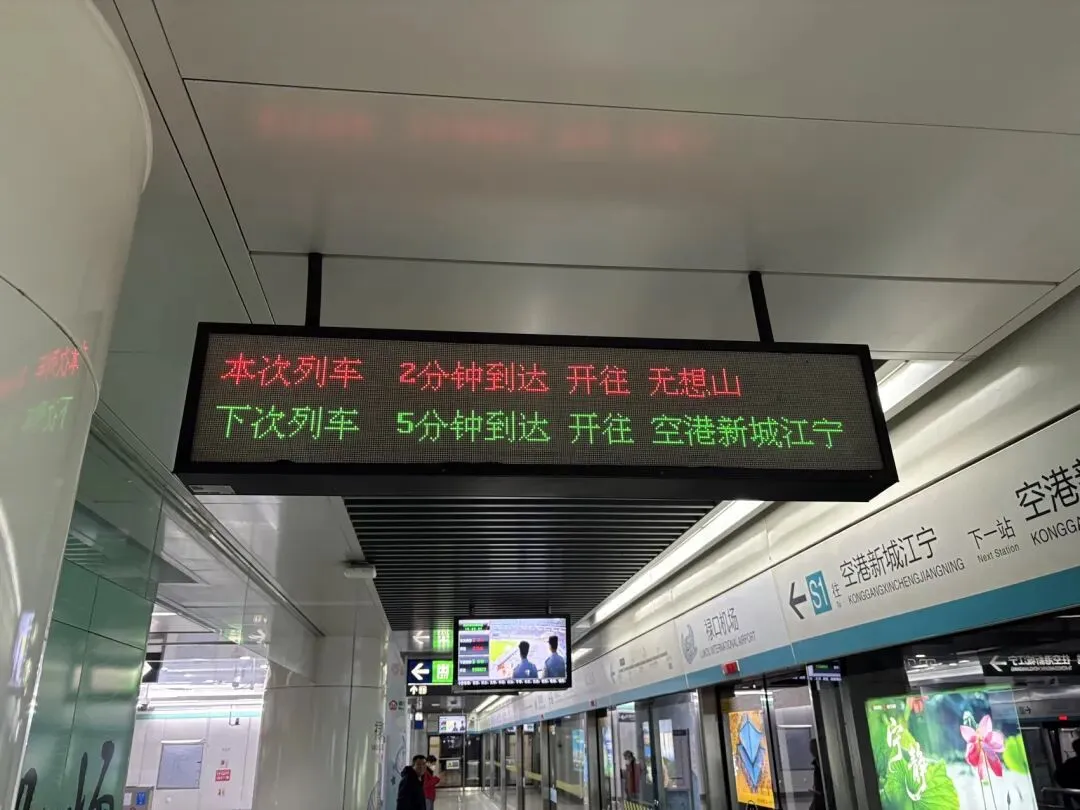 本次列车 2分钟到达 开往 无想山
下次列车 5分钟到达 开往 空港新城江宁
S1 往 空港新城江宁
KONGGANGXINCHENGJIANGNING
下一站
Next Station
空港新
KONGGA
禄口机场
LUKOU INTERNATIONAL AIRPORT